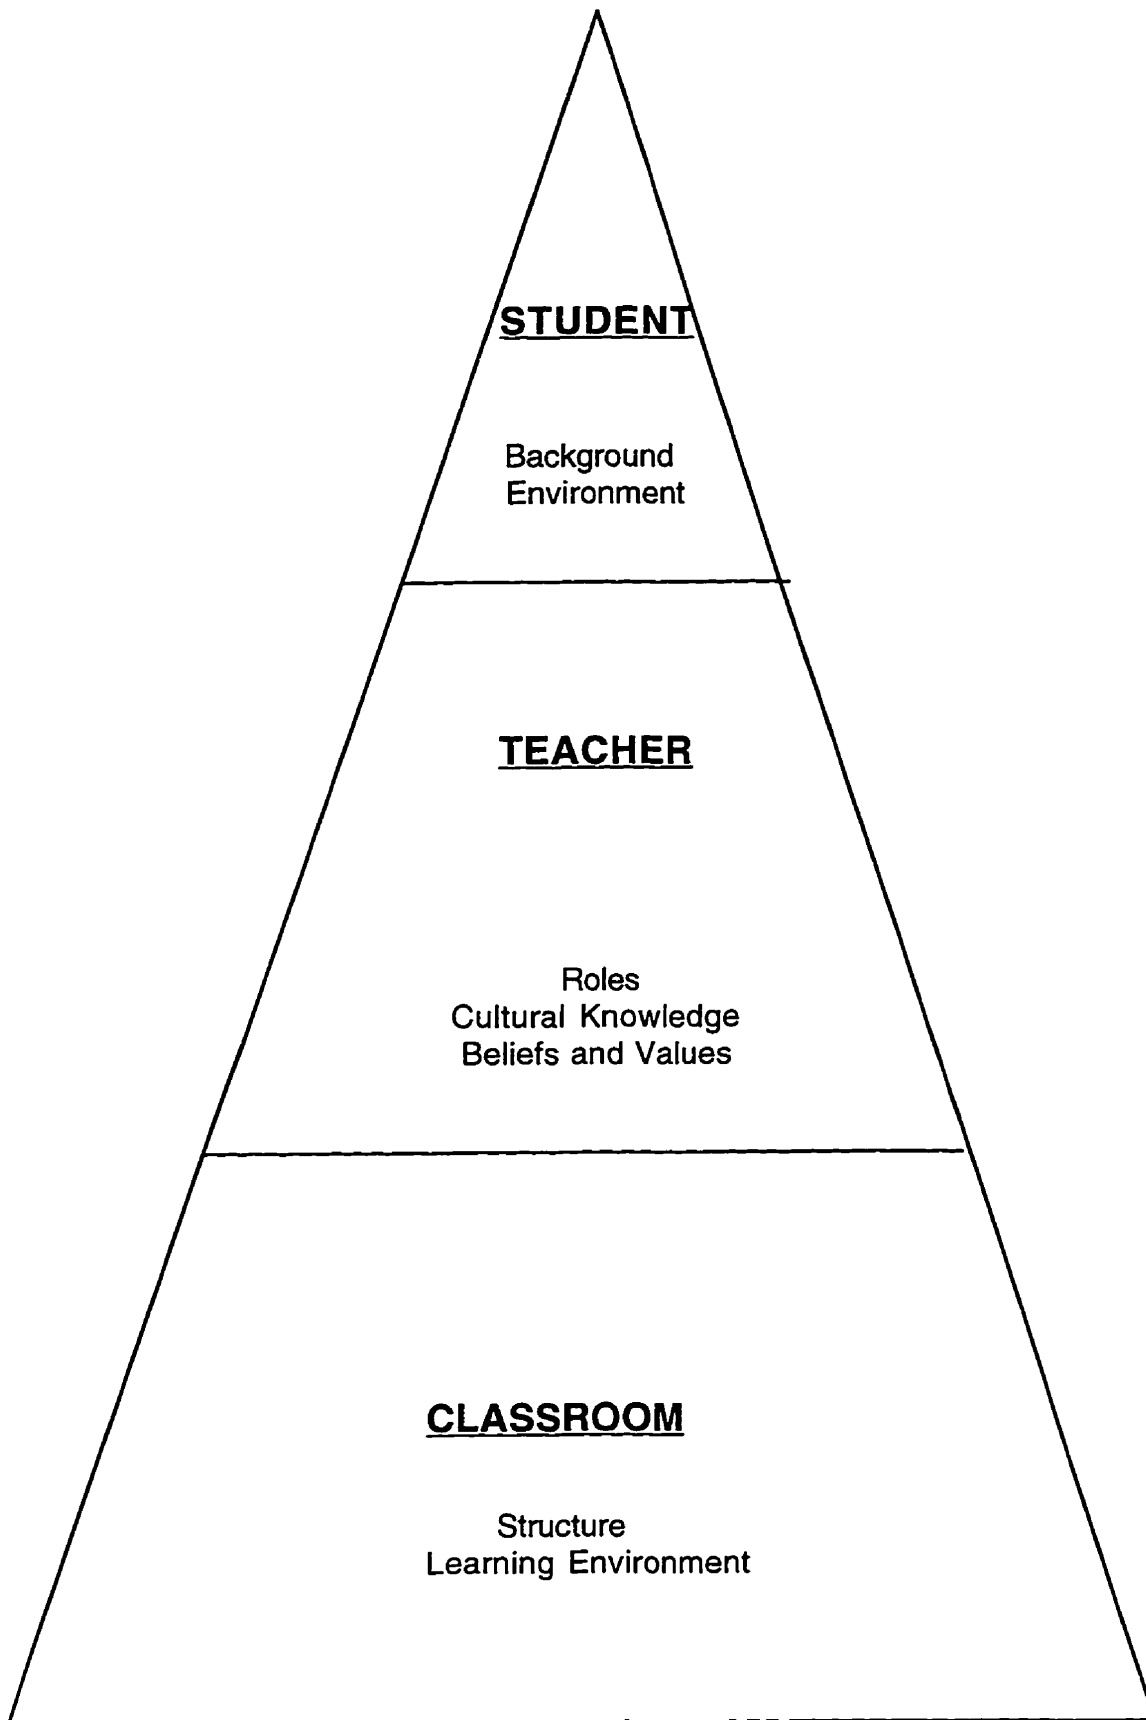 STUDENT
Background
Environment
TEACHER
Roles
Cultural Knowledge
Beliefs and Values
CLASSROOM
Structure
Learning Environment